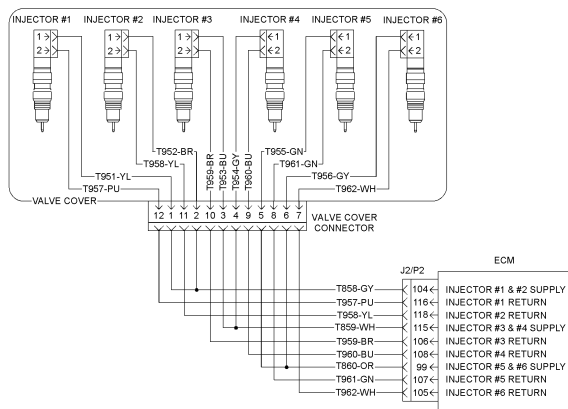 INJECTOR #1 INJECTOR #2 INJECTOR #3 INJECTOR #4 INJECTOR #5 INJECTOR #6
1 1 1 1 1 1
2 2 2 2 2 2
T952-BR T955-GN
T958-YL T961-GN
T959-BR
T953-BU
T954-GY
T960-BU
T951-YL T956-GY
T957-PU T962-WH
VALVE COVER
12 1 11 2 10 3 4 9 5 8 6 7
VALVE COVER
CONNECTOR
ECM
J2/P2
T858-GY 104 INJECTOR #1 & #2 SUPPLY
T957-PU 116 INJECTOR #1 RETURN
T958-YL 118 INJECTOR #2 RETURN
T859-WH 115 INJECTOR #3 & #4 SUPPLY
T959-BR 106 INJECTOR #3 RETURN
T960-BU 108 INJECTOR #4 RETURN
T860-OR 99 INJECTOR #5 & #6 SUPPLY
T961-GN 107 INJECTOR #5 RETURN
T962-WH 105 INJECTOR #6 RETURN